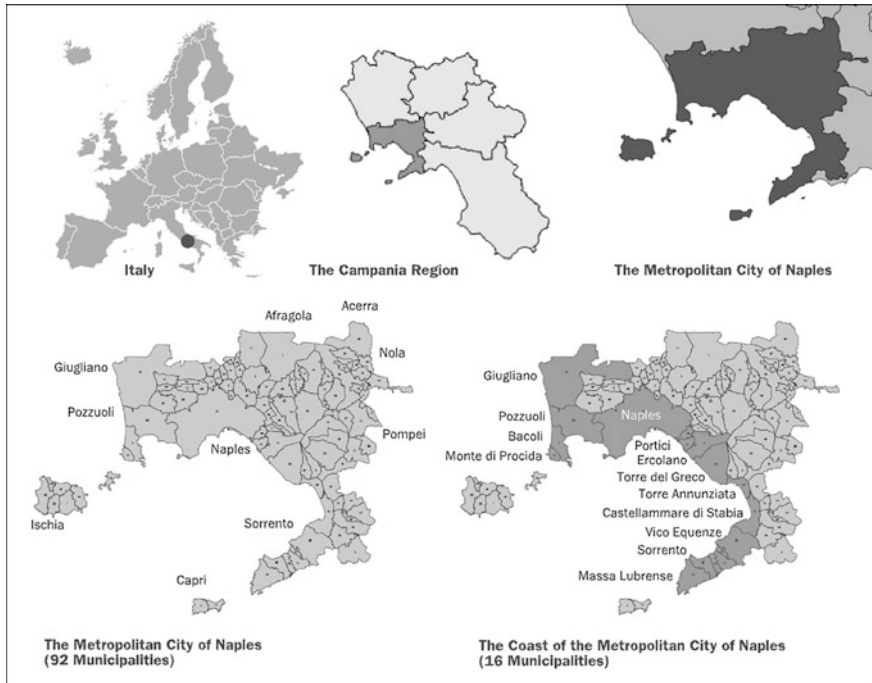 Italy
The Campania Region
The Metropolitan City of Naples
Acerra
Afragola
Nola
Giugliano
Pozzuoli
Pompei
Naples
Ischia
Sorrento
Capri
The Metropolitan City of Naples
(92 Municipalities)
Giugliano
Naples
Pozzuoli
Bacoli
Portici
Monte di Procida
Ercolano
Torre del Greco
Torre Annunziata
Castellammare di Stabia
Vico Equenze
Sorrento
Massa Lubrense
The Coast of the Metropolitan City of Naples
(16 Municipalities)